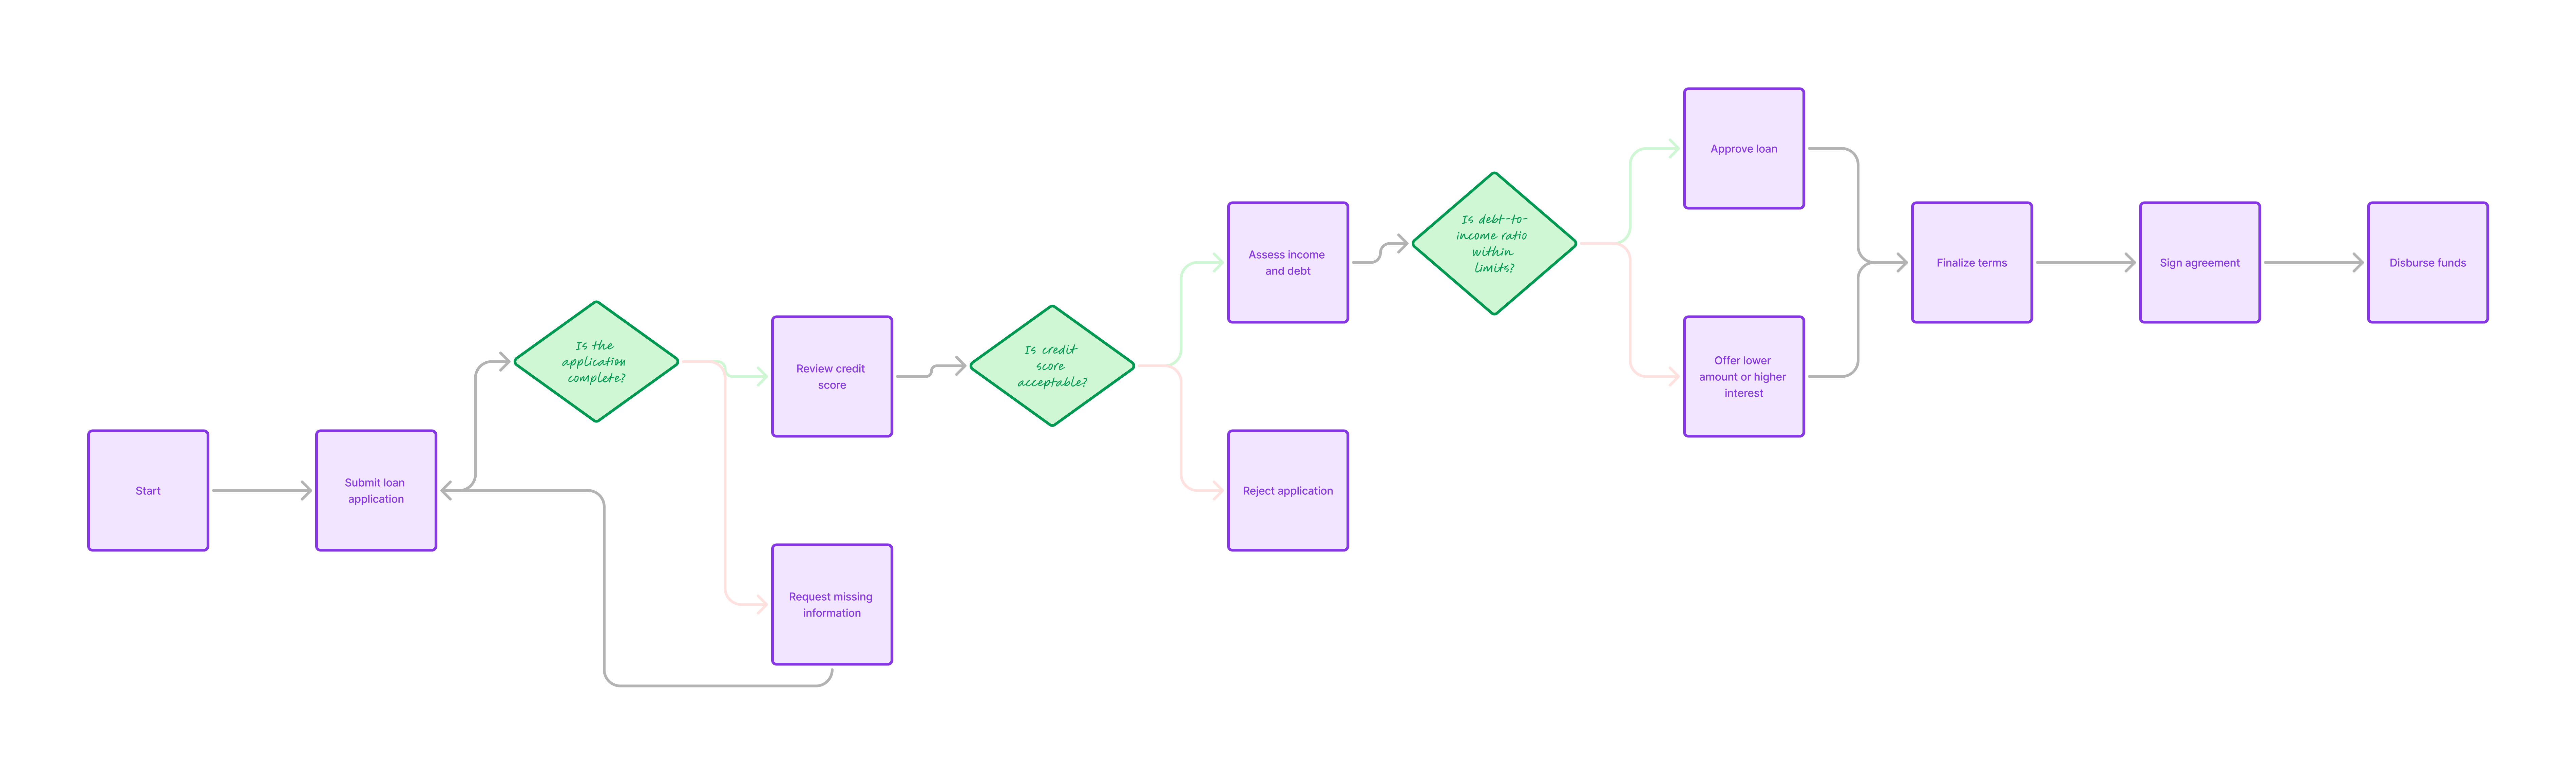 Start
Submit loan
application
Is the
application
complete?
Review credit
score
Request missing
information
Is credit
score
acceptable?
Assess income
and debt
Reject application
Is debt-to-
income ratio
within
limits?
Approve loan
Offer lower
amount or higher
interest
Finalize terms
Sign agreement
Disburse funds